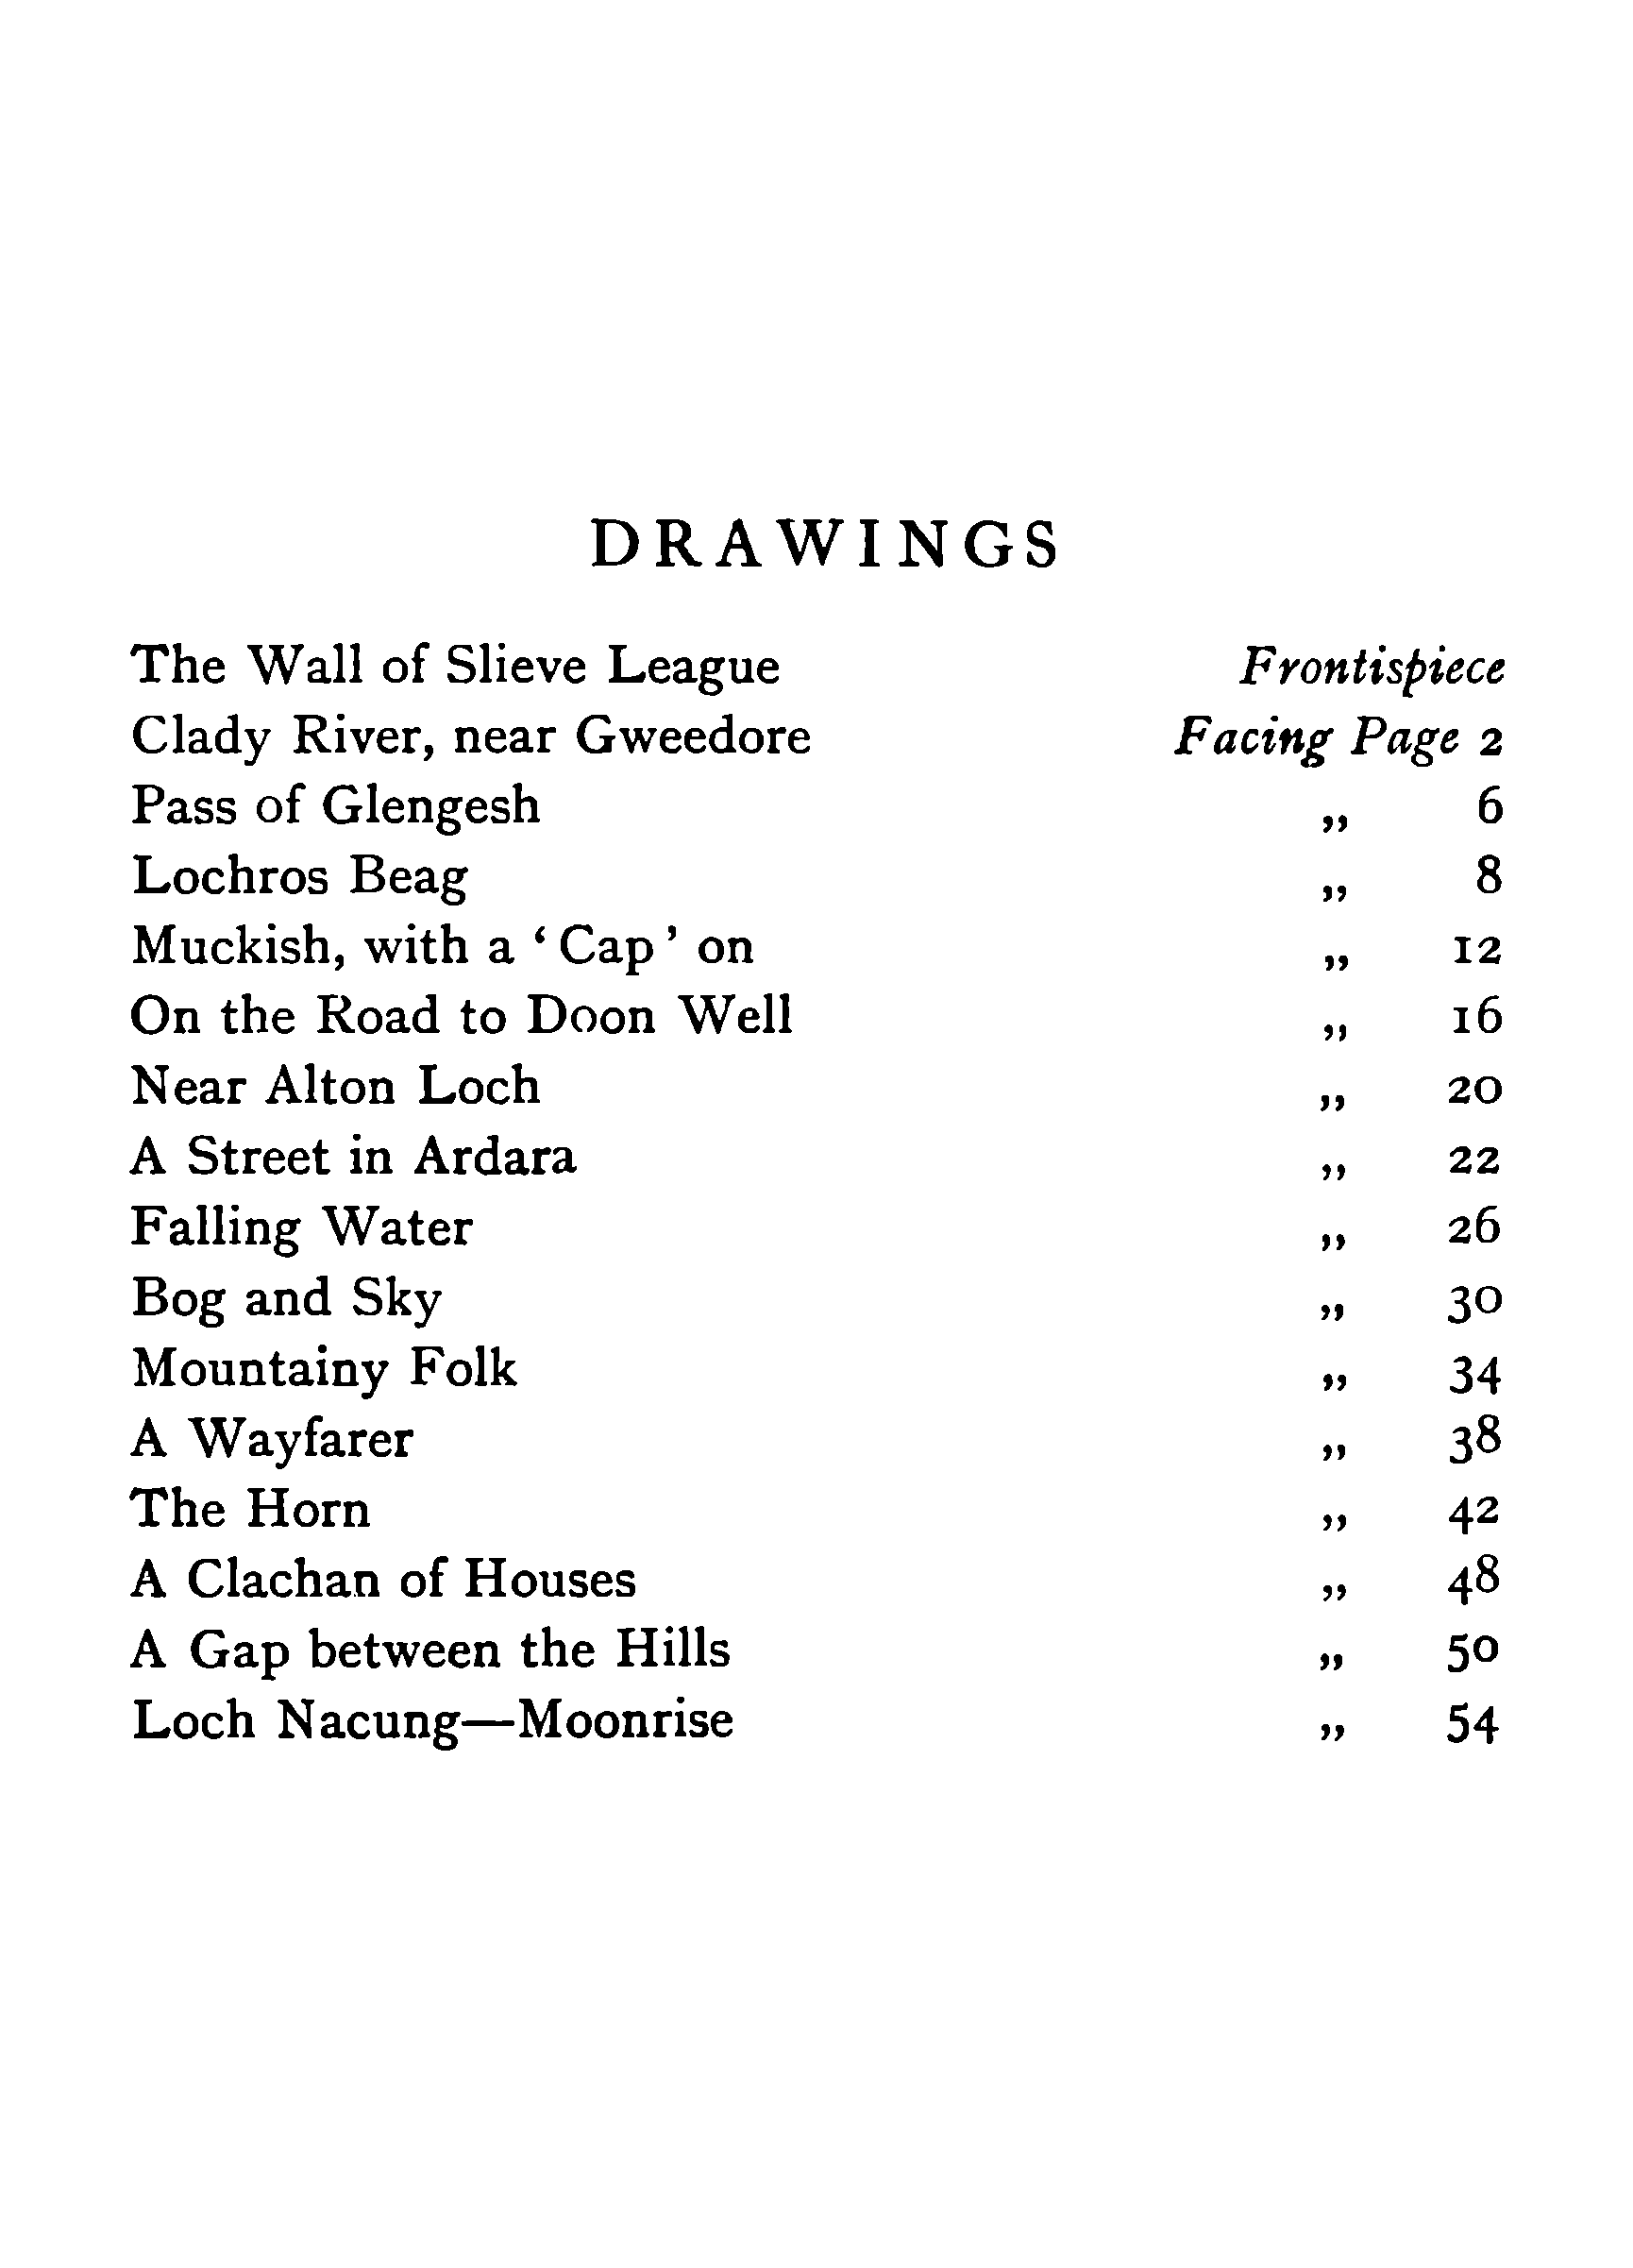 DRAWINGS
The Wall of Slieve League Frontispiece
Clady River, near Gweedore Facing Page 2
Pass of Glengesh „ 6
Lochros Beag „ 8
Muckish, with a ‘Cap’ on „ 12
On the Road to Doon Well „ 16
Near Alton Loch „ 20
A Street in Ardara „ 22
Falling Water „ 26
Bog and Sky „ 30
Mountainy Folk „ 34
A Wayfarer „ 38
The Horn „ 42
A Clachan of Houses „ 48
A Gap between the Hills „ 50
Loch Nacung—Moonrise „ 54